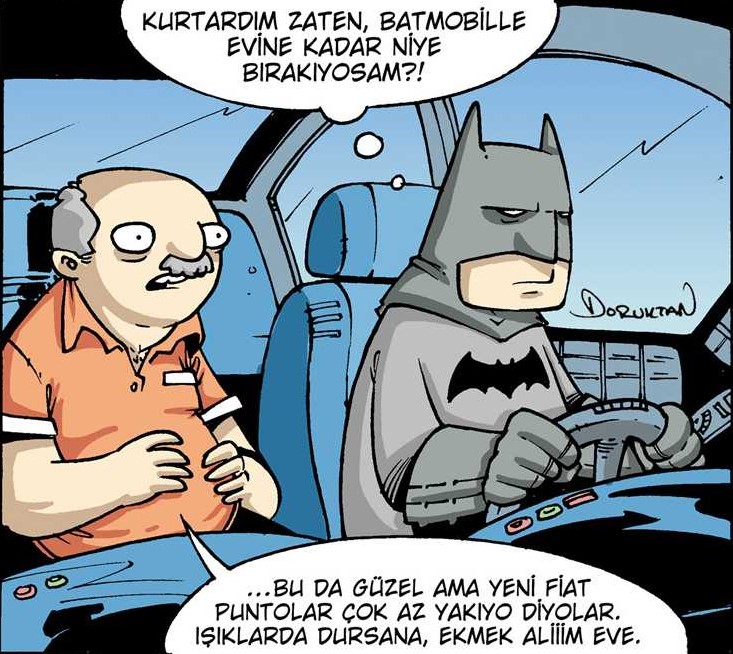 KURTARDIM ZATEN, BATMOBİLLE
EVİNE KADAR NİYE
BIRAKIYOSAM?!
DORUKTAN
...BU DA GÜZEL AMA YENİ FIAT
PUNTOLAR ÇOK AZ YAKIYO DİYOLAR.
IŞIKLARDA DURSANA, EKMEK ALİİİM EVE.